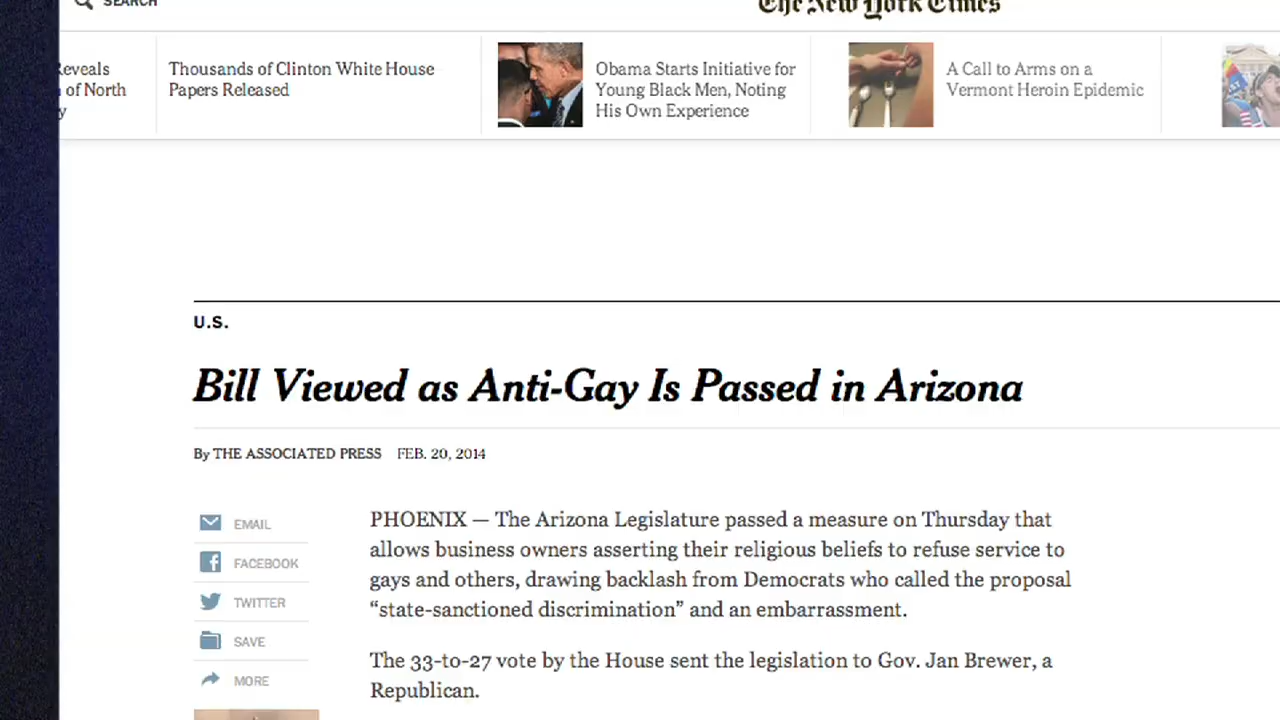 SEARCH
The New York Times
Reveals
of North
Thousands of Clinton White House
Papers Released
Obama Starts Initiative for
Young Black Men, Noting
His Own Experience
A Call to Arms on a
Vermont Heroin Epidemic
U.S.
Bill Viewed as Anti-Gay Is Passed in Arizona
By THE ASSOCIATED PRESS FEB. 20, 2014
EMAIL
FACEBOOK
TWITTER
SAVE
MORE
PHOENIX — The Arizona Legislature passed a measure on Thursday that
allows business owners asserting their religious beliefs to refuse service to
gays and others, drawing backlash from Democrats who called the proposal
“state-sanctioned discrimination” and an embarrassment.
The 33-to-27 vote by the House sent the legislation to Gov. Jan Brewer, a
Republican.